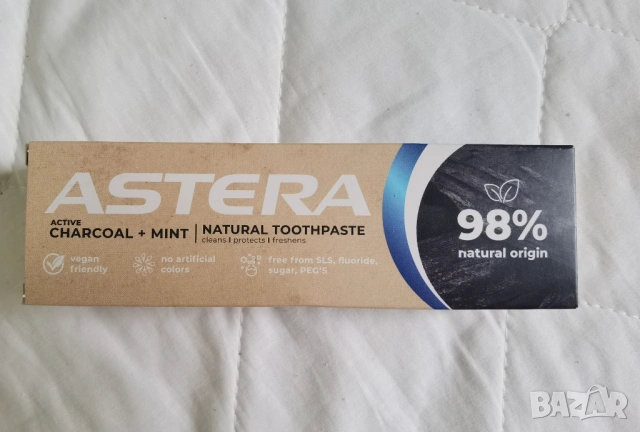 ASTERA
ACTIVE
CHARCOAL + MINT | NATURAL TOOTHPASTE
cleans | protects | freshens
vegan
friendly
no artificial
colors
free from SLS, fluoride,
sugar, PEG'S
98%
natural origin
BAZAR.bg